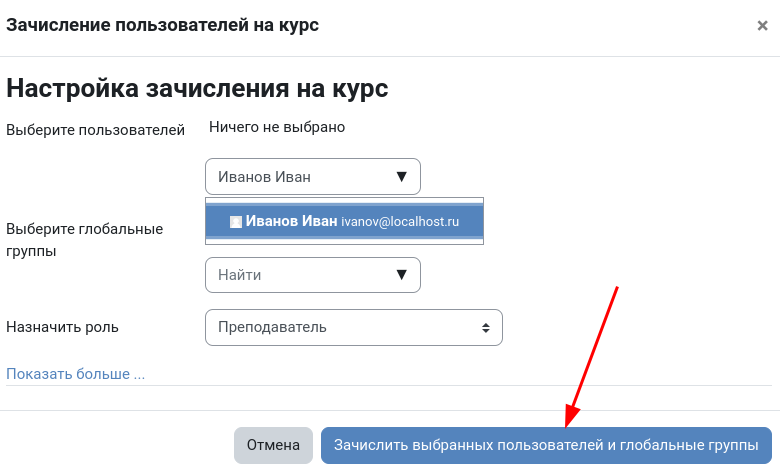 Зачисление пользователей на курс ×
Настройка зачисления на курс
Выберите пользователей Ничего не выбрано
Иванов Иван ▼
Иванов Иван ivanov@localhost.ru
Выберите глобальные
группы
Найти ▼
Назначить роль Преподаватель
Показать больше ...
Отмена Зачислить выбранных пользователей и глобальные группы